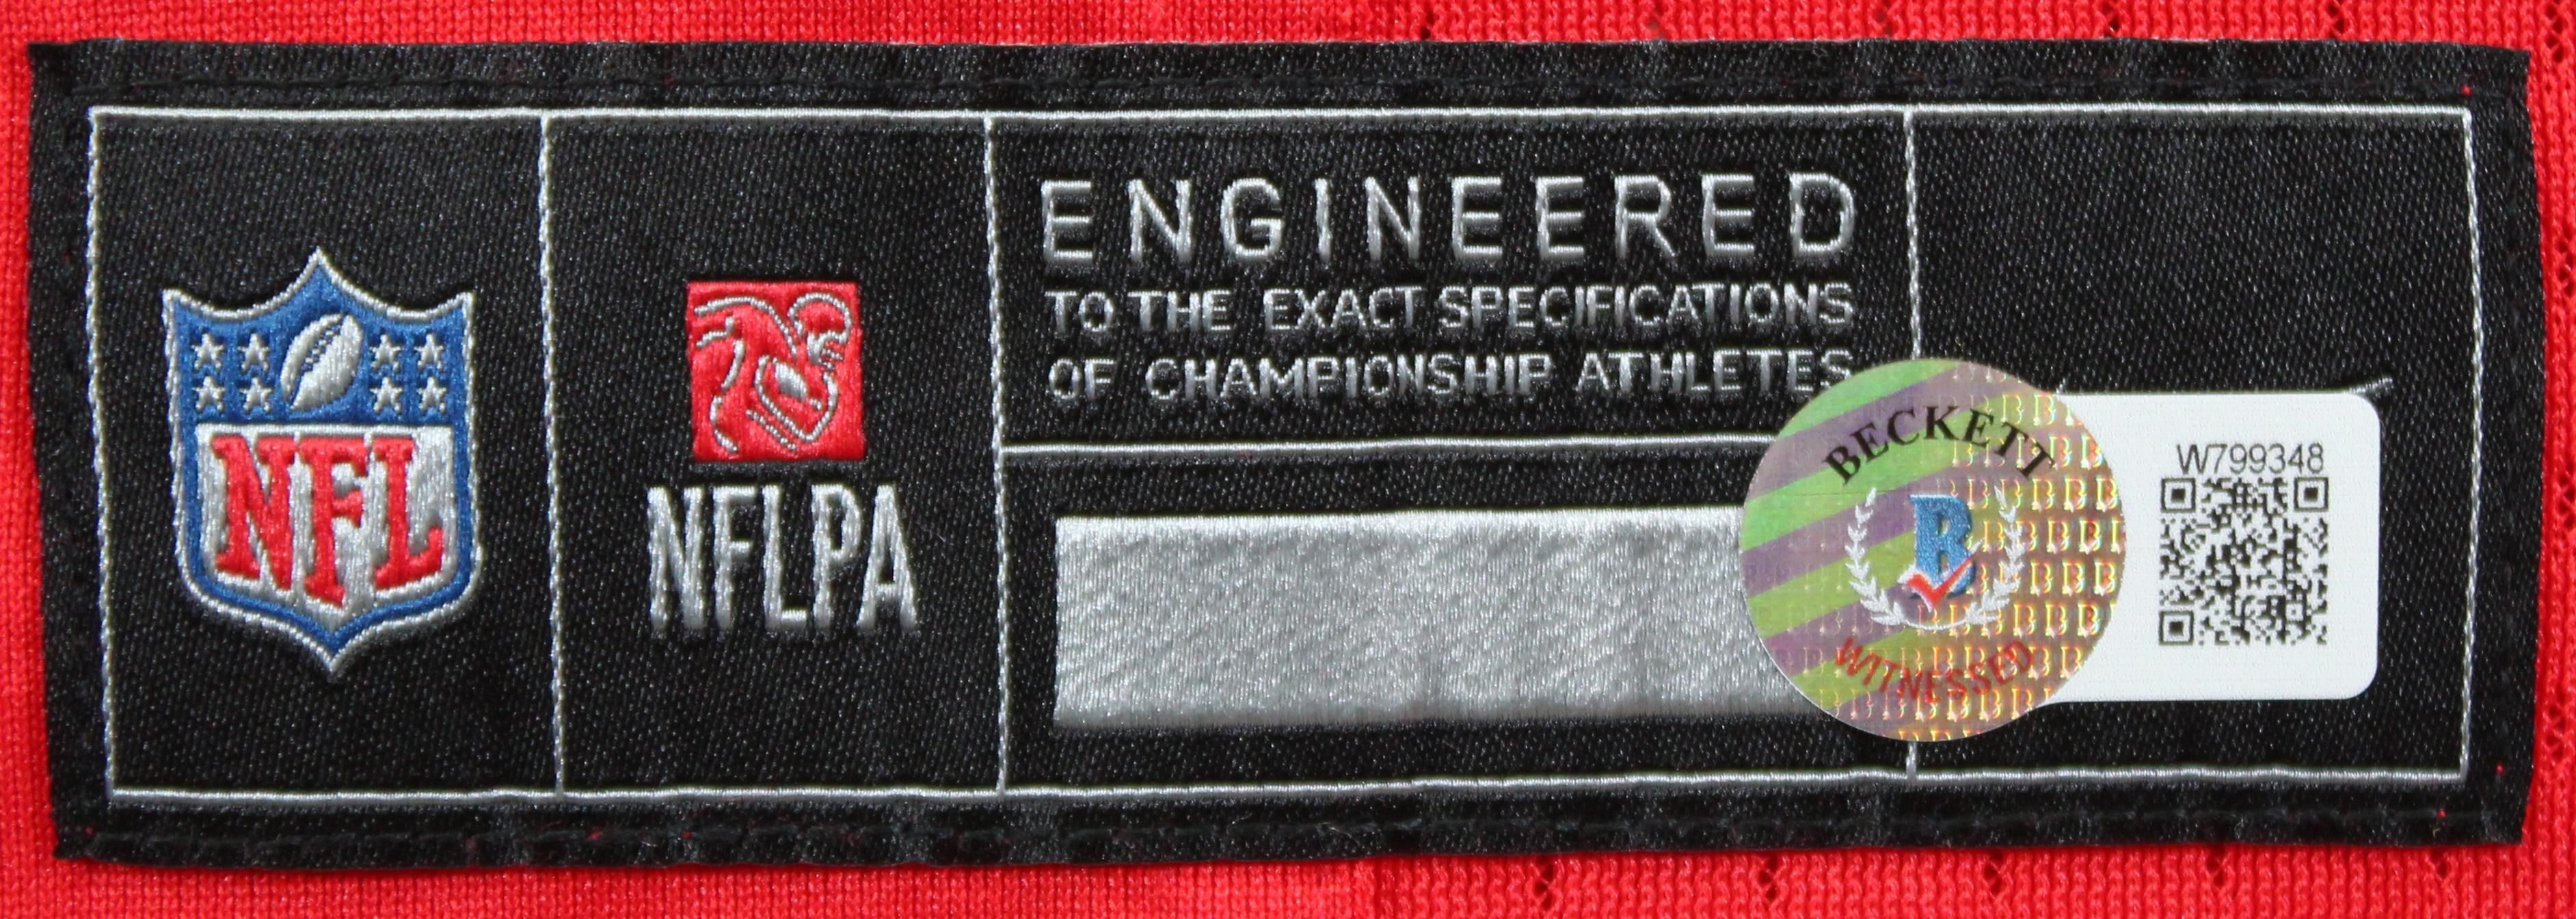 NFL
NFLPA
ENGINEERED
TO THE EXACT SPECIFICATIONS
OF CHAMPIONSHIP ATHLETES
BECKETT
B
WITNESSED
W799348